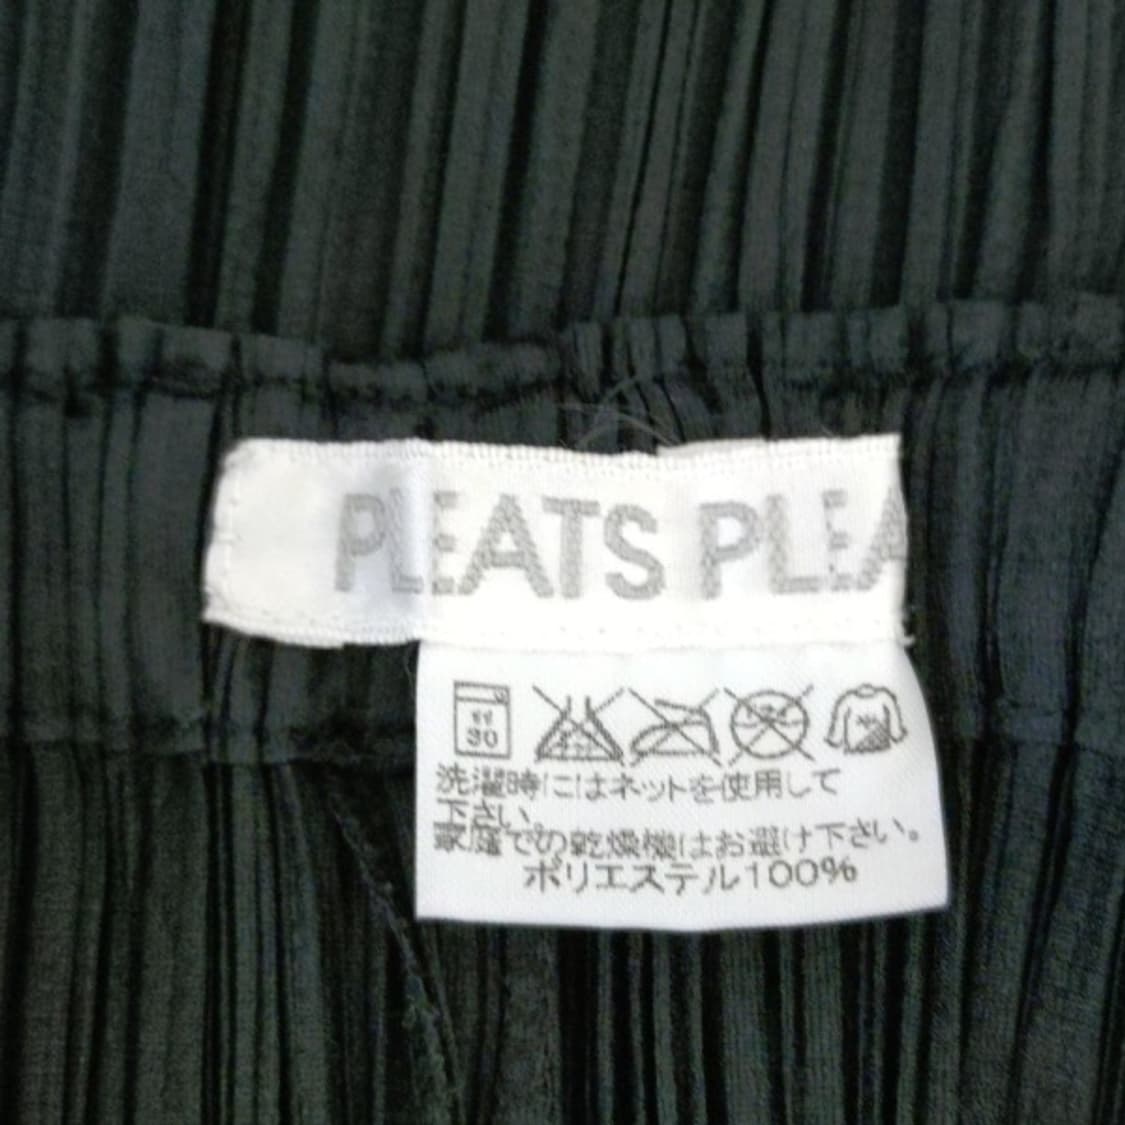 PLEATS PLEA
弱
30
洗濯時にはネットを使用して
下さい。
家庭での乾燥機はお避け下さい。
ポリエステル100%